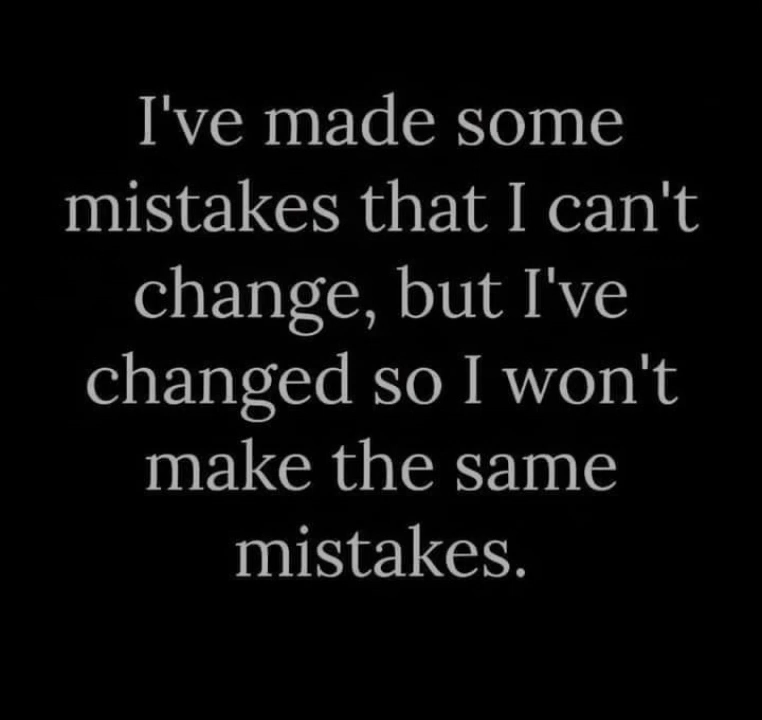 I've made some
mistakes that I can't
change, but I've
changed so I won't
make the same
mistakes.